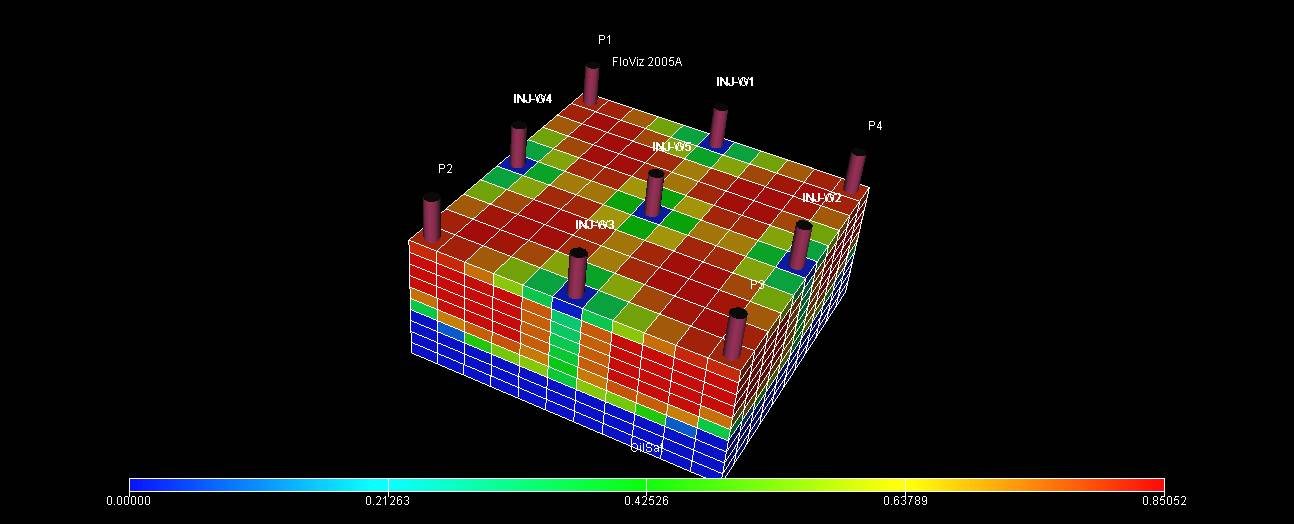 P1
FloViz 2005A
INJ-W1
INJ-W4
P4
INJ-W5
P2
INJ-W2
INJ-W3
P3
OilSat
0.00000 0.21263 0.42526 0.63789 0.85052